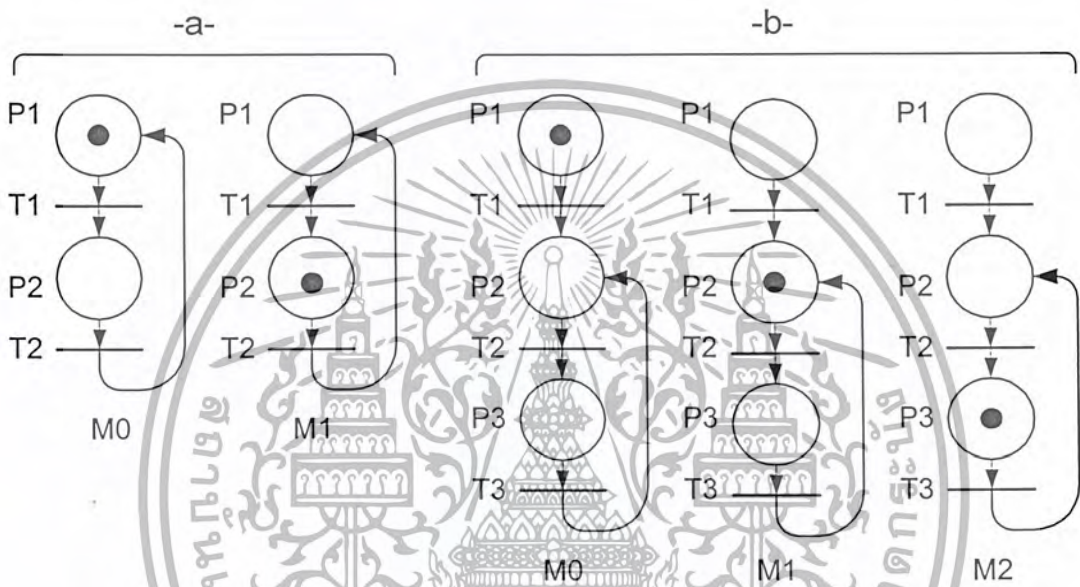 -a- -b-
P1 P1 P1 P1 P1
T1 T1 T1 T1 T1
P2 P2 P2 P2 P2
T2 T2 T2 T2 T2
M0 M1 P3 P3 P3
T3 T3 T3
M0 M1 M2